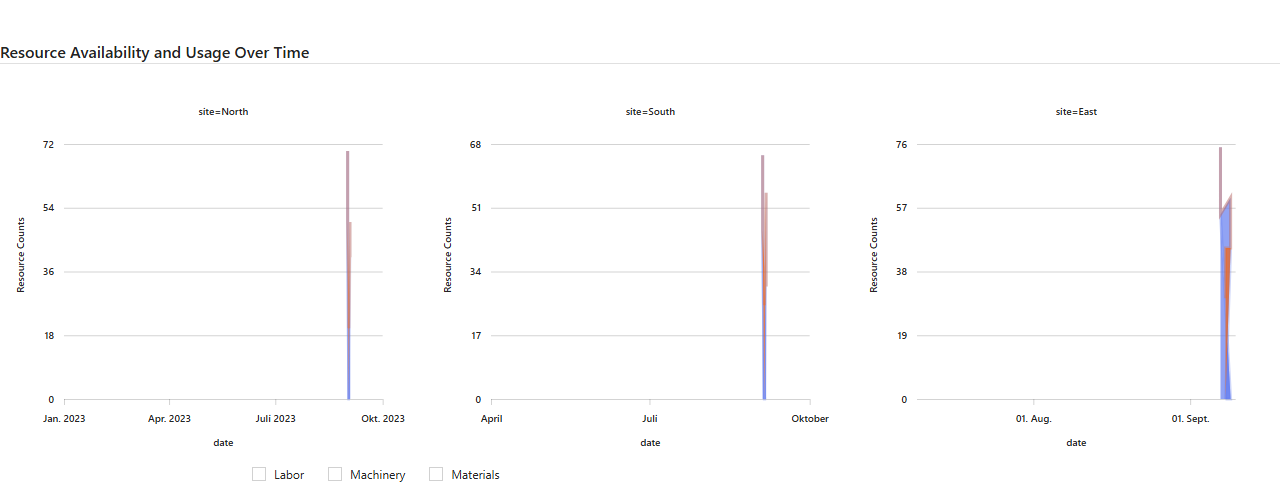 Resource Availability and Usage Over Time
site=North
site=South
site=East
72
54
36
18
0
Resource Counts
Jan. 2023 Apr. 2023 Juli 2023 Okt. 2023
date
68
51
34
17
0
Resource Counts
April Juli Oktober
date
76
57
38
19
0
Resource Counts
01. Aug. 01. Sept.
date
Labor Machinery Materials